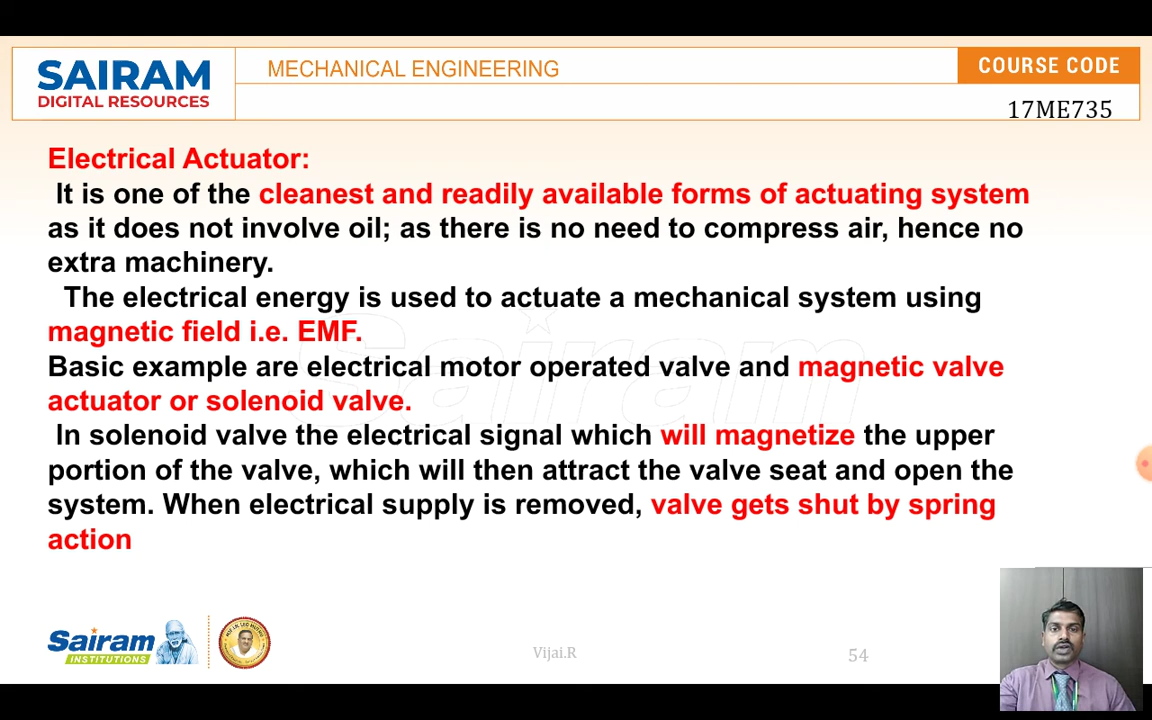 SAIRAM
DIGITAL RESOURCES
MECHANICAL ENGINEERING
COURSE CODE
17ME735
Electrical Actuator:
It is one of the cleanest and readily available forms of actuating system
as it does not involve oil; as there is no need to compress air, hence no
extra machinery.
The electrical energy is used to actuate a mechanical system using
magnetic field i.e. EMF.
Basic example are electrical motor operated valve and magnetic valve
actuator or solenoid valve.
In solenoid valve the electrical signal which will magnetize the upper
portion of the valve, which will then attract the valve seat and open the
system. When electrical supply is removed, valve gets shut by spring
action
Sairam
Sairam
INSTITUTIONS
Vijai.R
54